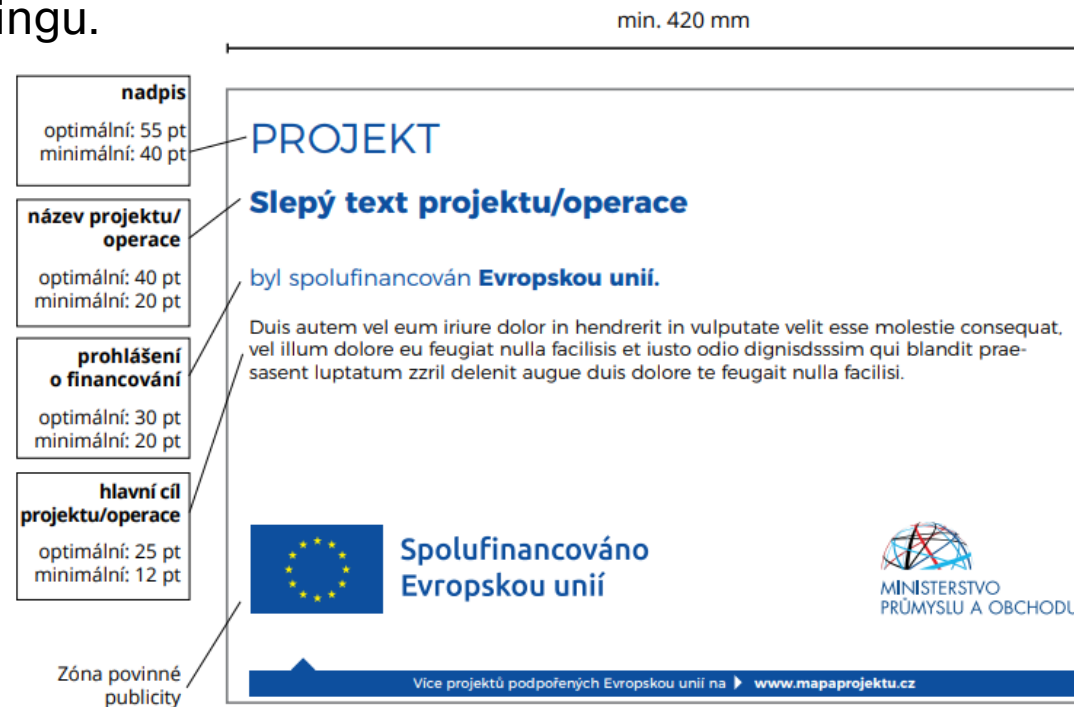 ingu.
min. 420 mm
nadpis
optimální: 55 pt
minimální: 40 pt
název projektu/
operace
optimální: 40 pt
minimální: 20 pt
prohlášení
o financování
optimální: 30 pt
minimální: 20 pt
hlavní cíl
projektu/operace
optimální: 25 pt
minimální: 12 pt
Zóna povinné
publicity
PROJEKT
Slepý text projektu/operace
byl spolufinancován Evropskou unií.
Duis autem vel eum iriure dolor in hendrerit in vulputate velit esse molestie consequat,
vel illum dolore eu feugiat nulla facilisis et iusto odio dignisdsssim qui blandit prae-
sasent luptatum zzril delenit augue duis dolore te feugait nulla facilisi.
Spolufinancováno
Evropskou unií
MINISTERSTVO
PRŮMYSLU A OBCHODU
Více projektů podpořených Evropskou unií na www.mapaprojektu.cz